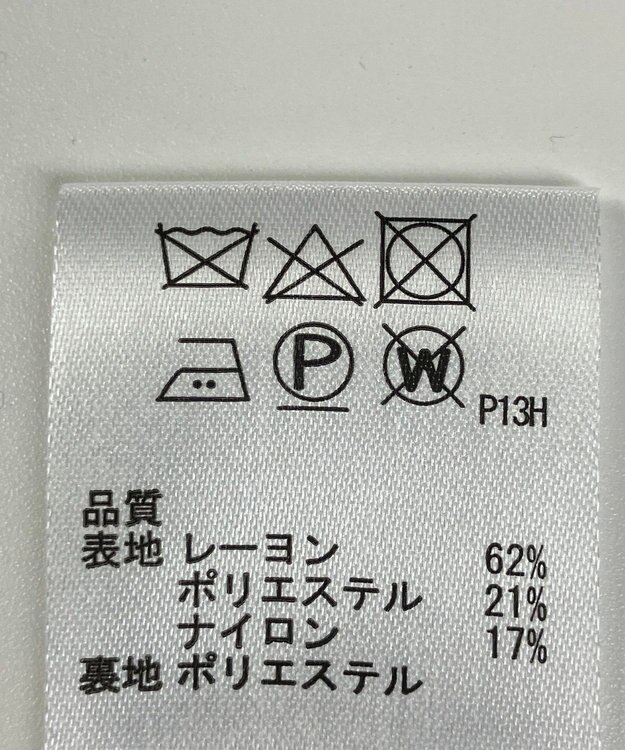 P W P13H
品質
表地 レーヨン 62%
ポリエステル 21%
ナイロン 17%
裏地 ポリエステル